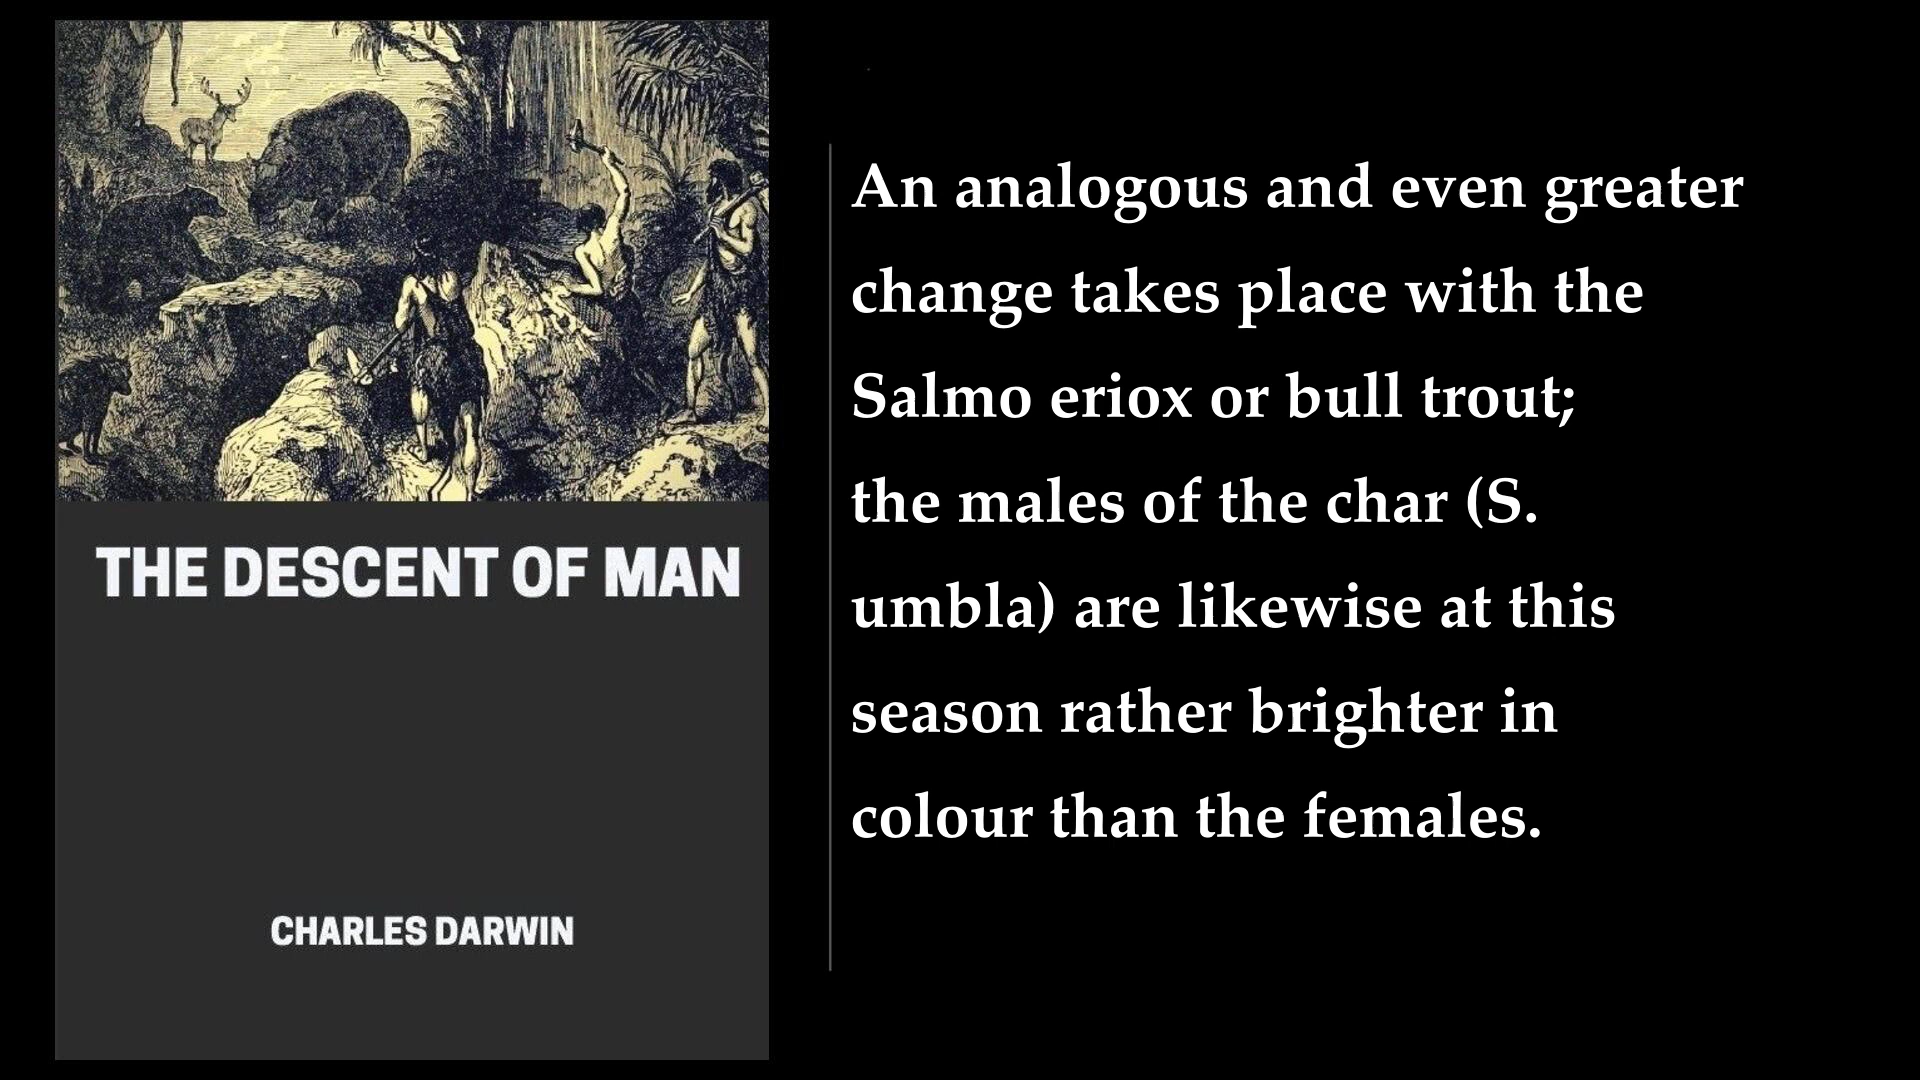 THE DESCENT OF MAN
CHARLES DARWIN
An analogous and even greater
change takes place with the
Salmo eriox or bull trout;
the males of the char (S.
umbla) are likewise at this
season rather brighter in
colour than the females.